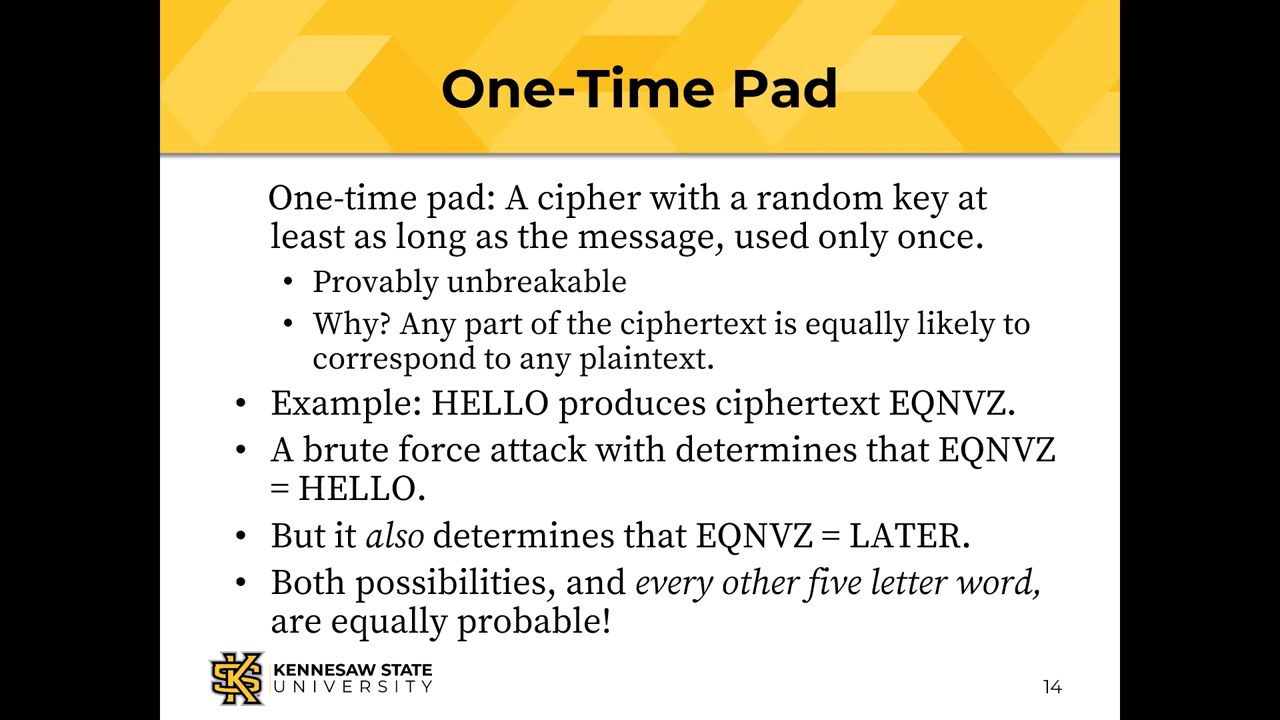 One-Time Pad
One-time pad: A cipher with a random key at
least as long as the message, used only once.
• Provably unbreakable
• Why? Any part of the ciphertext is equally likely to
correspond to any plaintext.
• Example: HELLO produces ciphertext EQNVZ.
• A brute force attack with determines that EQNVZ
= HELLO.
• But it also determines that EQNVZ = LATER.
• Both possibilities, and every other five letter word,
are equally probable!
KENNESAW STATE
UNIVERSITY
14